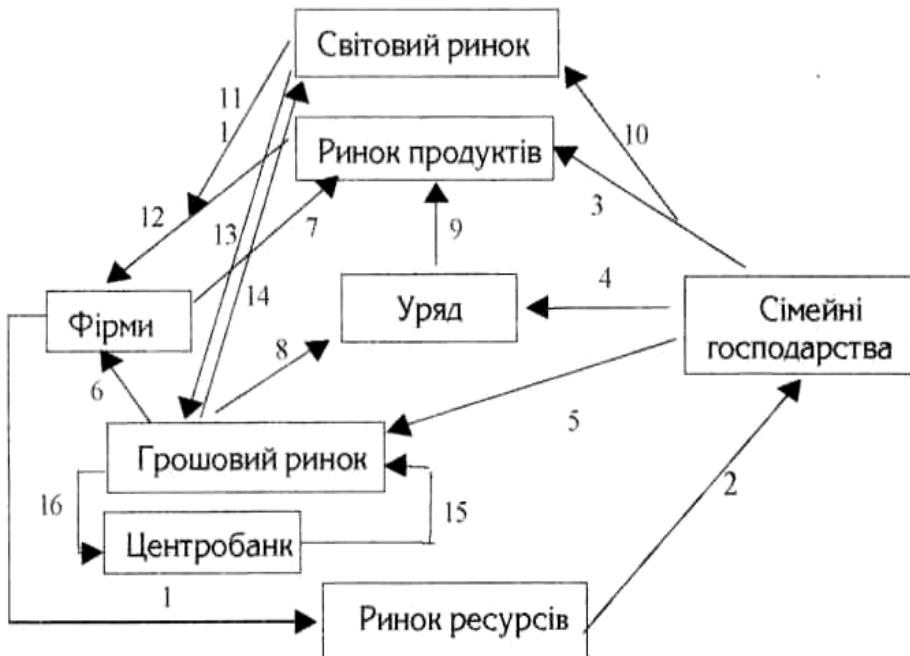 Світовий ринок
11
1
10
Ринок продуктів
12
7
13
9
3
14
4
Фірми
Уряд
Сімейні
господарства
8
6
5
Грошовий ринок
16
15
2
Центробанк
1
Ринок ресурсів